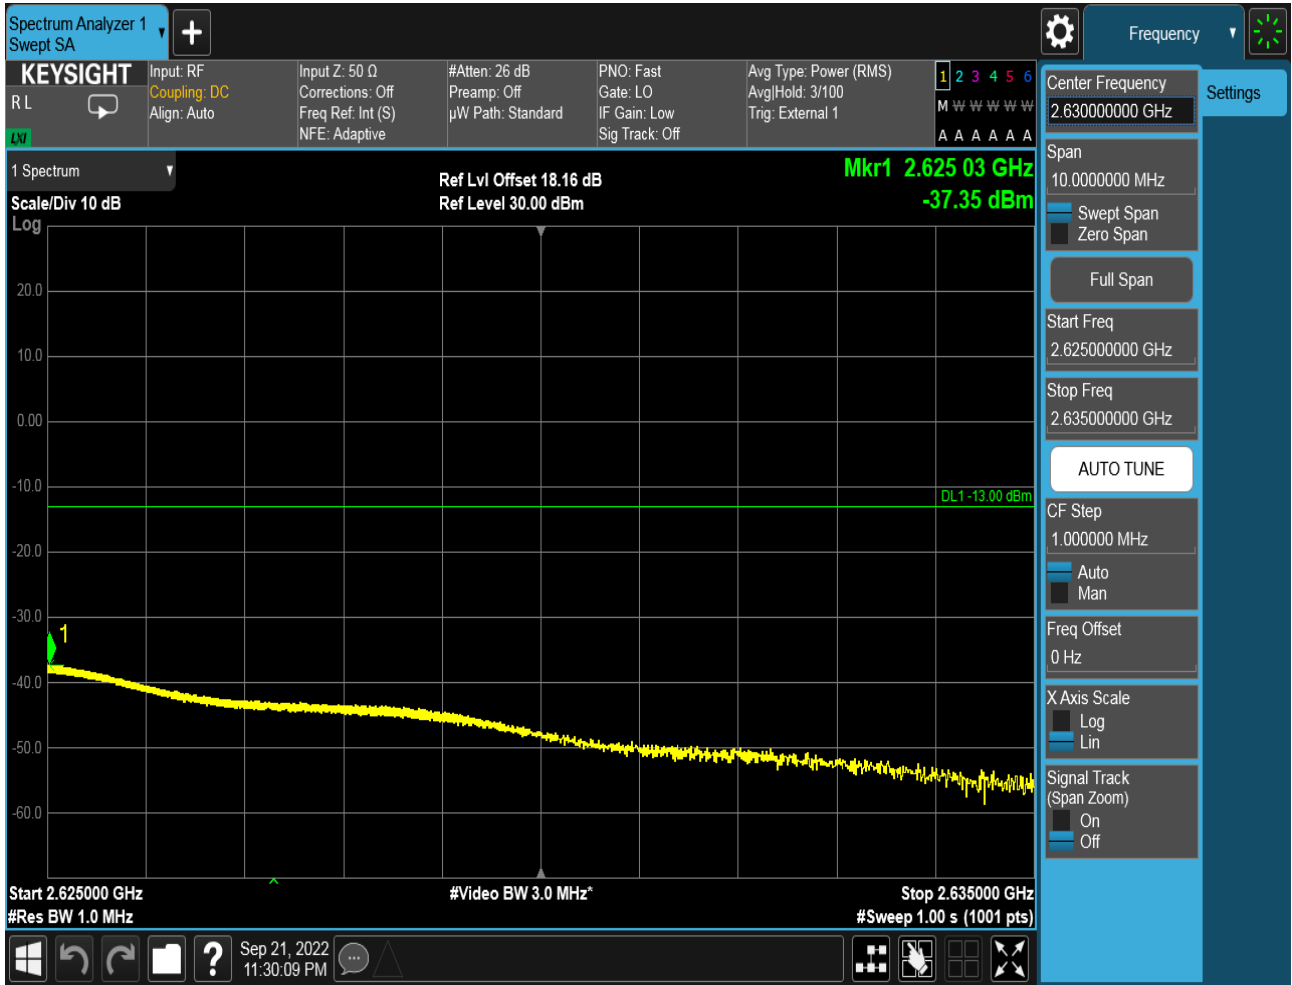 Spectrum Analyzer 1
Swept SA
Frequency
KEYSIGHT
R L
LXI
Input: RF
Coupling: DC
Align: Auto
Input Z: 50 Ω
Corrections: Off
Freq Ref: Int (S)
NFE: Adaptive
#Atten: 26 dB
Preamp: Off
µW Path: Standard
PNO: Fast
Gate: LO
IF Gain: Low
Sig Track: Off
Avg Type: Power (RMS)
Avg|Hold: 3/100
Trig: External 1
1 2 3 4 5 6
M W W W W W
A A A A A A
1 Spectrum
Scale/Div 10 dB
Log
Ref Lvl Offset 18.16 dB
Ref Level 30.00 dBm
Mkr1 2.625 03 GHz
-37.35 dBm
20.0
10.0
0.00
-10.0
-20.0
-30.0
-40.0
-50.0
-60.0
DL1 -13.00 dBm
1
Start 2.625000 GHz
#Res BW 1.0 MHz
#Video BW 3.0 MHz*
Stop 2.635000 GHz
#Sweep 1.00 s (1001 pts)
Center Frequency
2.630000000 GHz
Settings
Span
10.0000000 MHz
Swept Span
Zero Span
Full Span
Start Freq
2.625000000 GHz
Stop Freq
2.635000000 GHz
AUTO TUNE
CF Step
1.000000 MHz
Auto
Man
Freq Offset
0 Hz
X Axis Scale
Log
Lin
Signal Track
(Span Zoom)
On
Off
?
Sep 21, 2022
11:30:09 PM